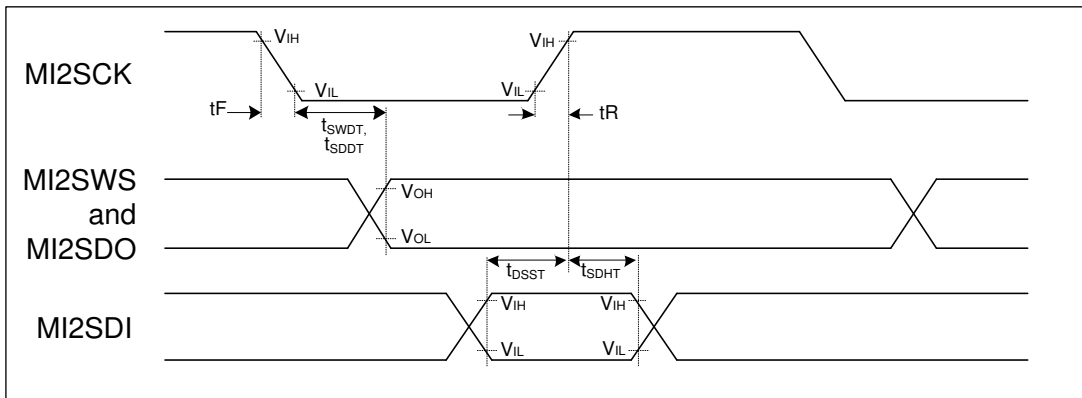 MI2SCK
VIH
VIH
VIL
VIL
tF
tR
tSWDT,
tSDDT
MI2SWS
and
MI2SDO
VOH
VOL
tDSST
tSDHT
MI2SDI
VIH
VIH
VIL
VIL